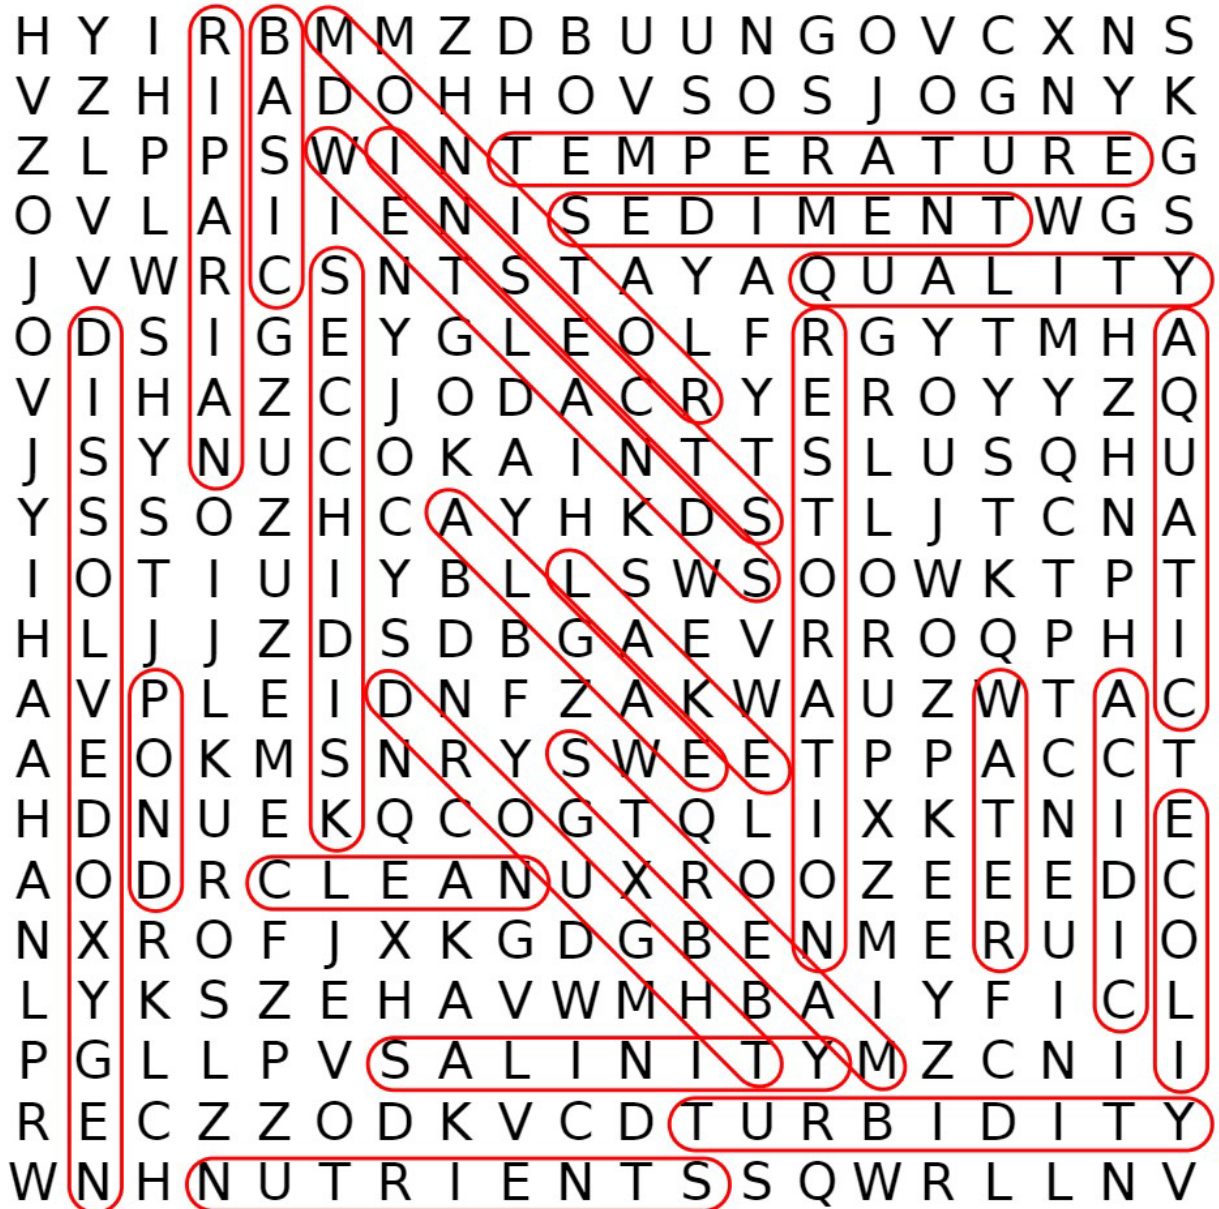 H Y I R B M M Z D B U U N G O V C X N S
V Z H I A D O H H O V S O S J O G N Y K
Z L P P S W I N T E M P E R A T U R E G
O V L A I I E N I S E D I M E N T W G S
J V W R C S N T S T A Y A Q U A L I T Y
O D S I G E Y G L E O L F R G Y T M H A
V I H A Z C J O D A C R Y E R O Y Y Z Q
J S Y N U C O K A I N T T S L U S Q H U
Y S S O Z H C A Y H K D S T L J T C N A
I O T I U I Y B L L S W S O O W K T P T
H L J J Z D S D B G A E V R R O Q P H I
A V P L E I D N F Z A K W A U Z W T A C
A E O K M S N R Y S W E E T P P A C C T
H D N U E K Q C O G T Q L I X K T N I E
A O D R C L E A N U X R O O Z E E E D C
N X R O F J X K G D G B E N M E R U I O
L Y K S Z E H A V W M H B A I Y F I C L
P G L L P V S A L I N I T Y M Z C N I I
R E C Z Z O D K V C D T U R B I D I T Y
W N H N U T R I E N T S S Q W R L L N V